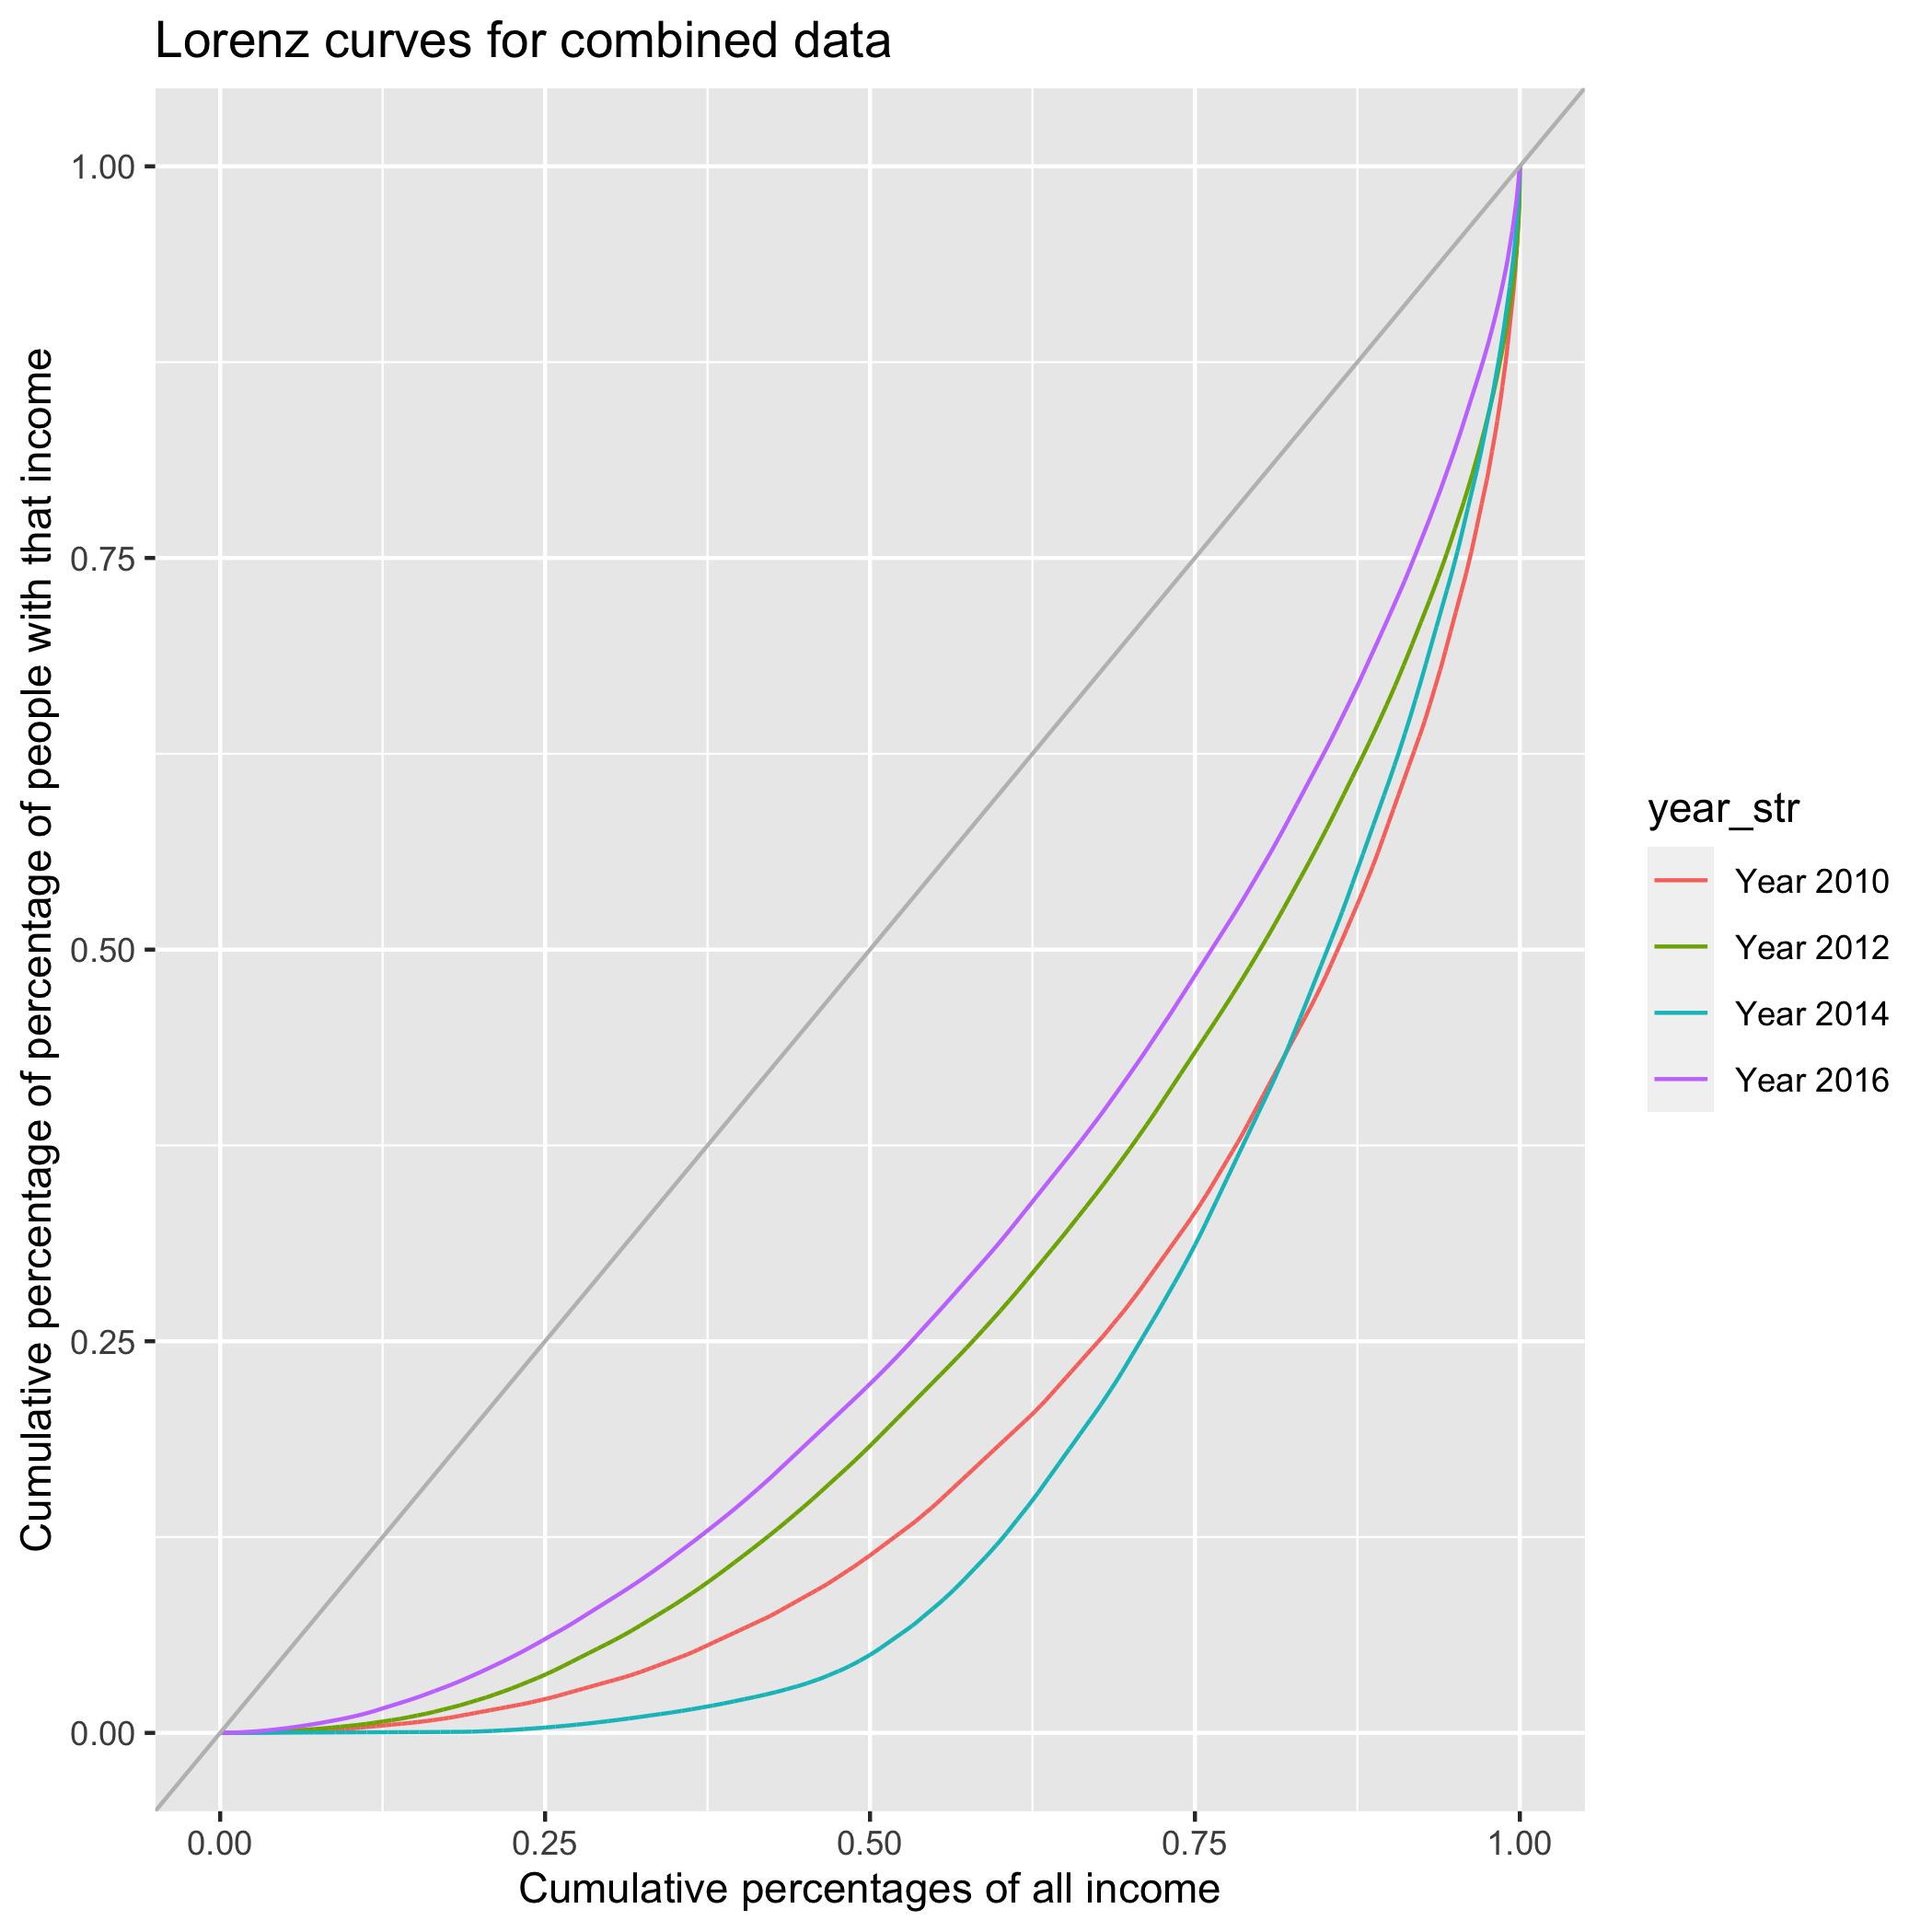 Lorenz curves for combined data
Cumulative percentage of percentage of people with that income
1.00
0.75
0.50
0.25
0.00
0.00
0.25
0.50
0.75
1.00
Cumulative percentages of all income
year_str
Year 2010
Year 2012
Year 2014
Year 2016